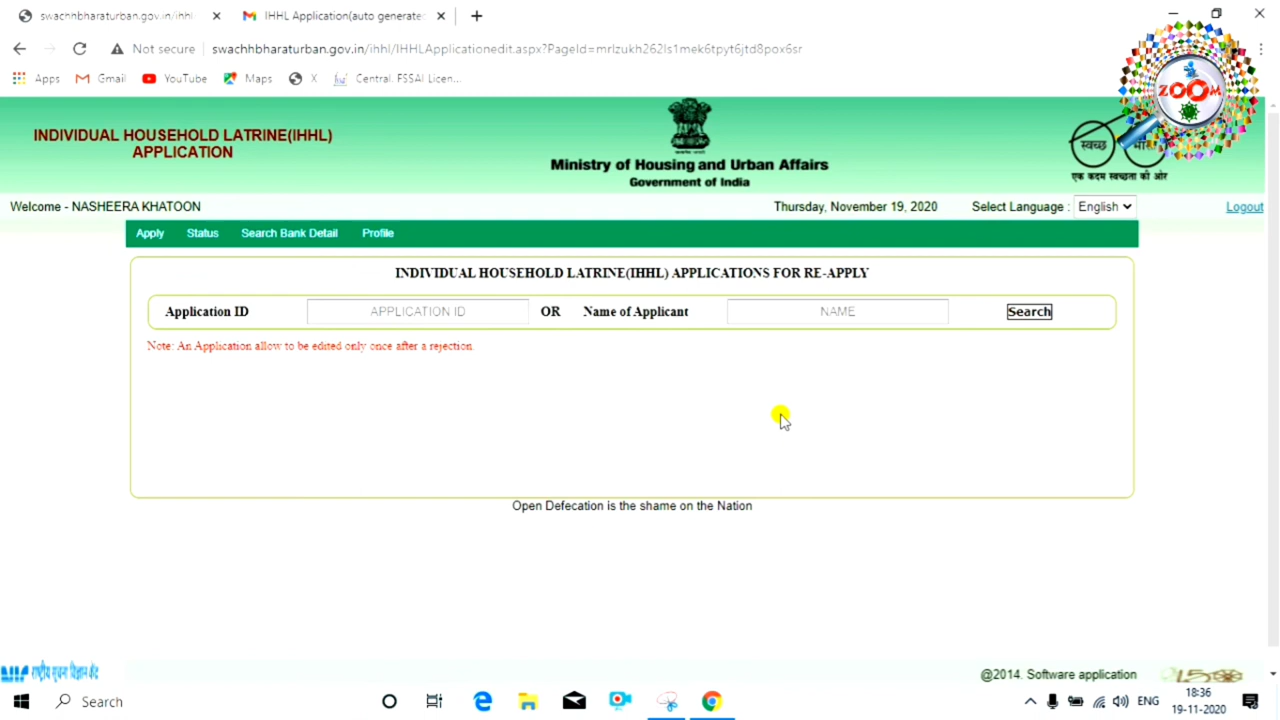 swachhbharaturban.gov.in/ihhl
IHHL Application(auto generate
Not secure
swachhbharaturban.gov.in/ihhl/IHHLApplicationedit.aspx?PageId=mrlzukh262ls1mek6tpyt6jtd8pox6sr
Apps
Gmail
YouTube
Maps
X
Central. FSSAI Licen...
ZOOM
INDIVIDUAL HOUSEHOLD LATRINE(IHHL)
APPLICATION
Ministry of Housing and Urban Affairs
Government of India
स्वच्छ
एक कदम स्वच्छता की ओर
Welcome - NASHEERA KHATOON
Thursday, November 19, 2020
Select Language :
English
Logout
Apply
Status
Search Bank Detail
Profile
INDIVIDUAL HOUSEHOLD LATRINE(IHHL) APPLICATIONS FOR RE-APPLY
Application ID
APPLICATION ID
OR
Name of Applicant
NAME
Search
Note: An Application allow to be edited only once after a rejection.
Open Defecation is the shame on the Nation
राष्ट्रीय सूचना विज्ञान केंद्र
@2014. Software application
Search
ENG
18:36
19-11-2020